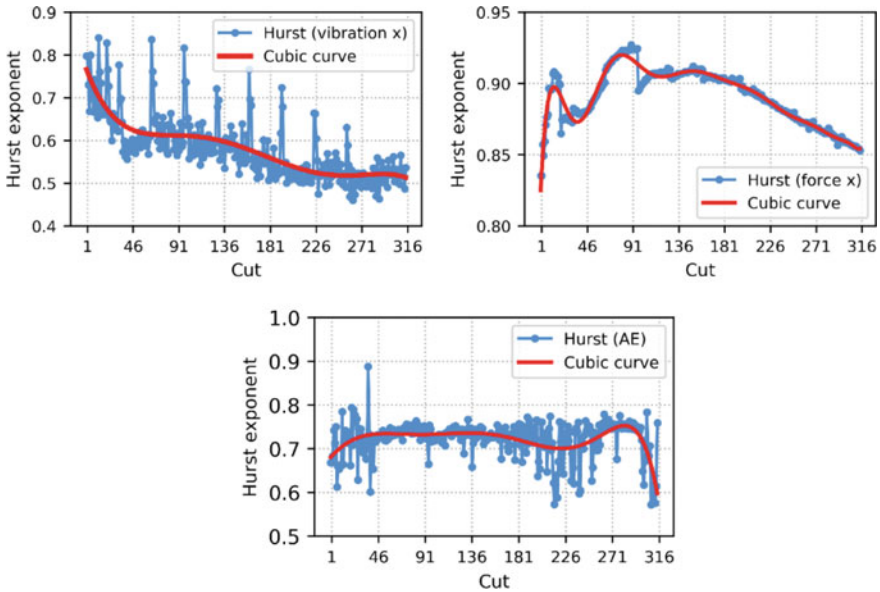 0.9
0.8
0.7
0.6
0.5
0.4
Hurst exponent
Hurst (vibration x)
Cubic curve
1 46 91 136 181 226 271 316
Cut
0.95
0.90
0.85
0.80
Hurst exponent
Hurst (force x)
Cubic curve
1 46 91 136 181 226 271 316
Cut
1.0
0.9
0.8
0.7
0.6
0.5
Hurst exponent
Hurst (AE)
Cubic curve
1 46 91 136 181 226 271 316
Cut